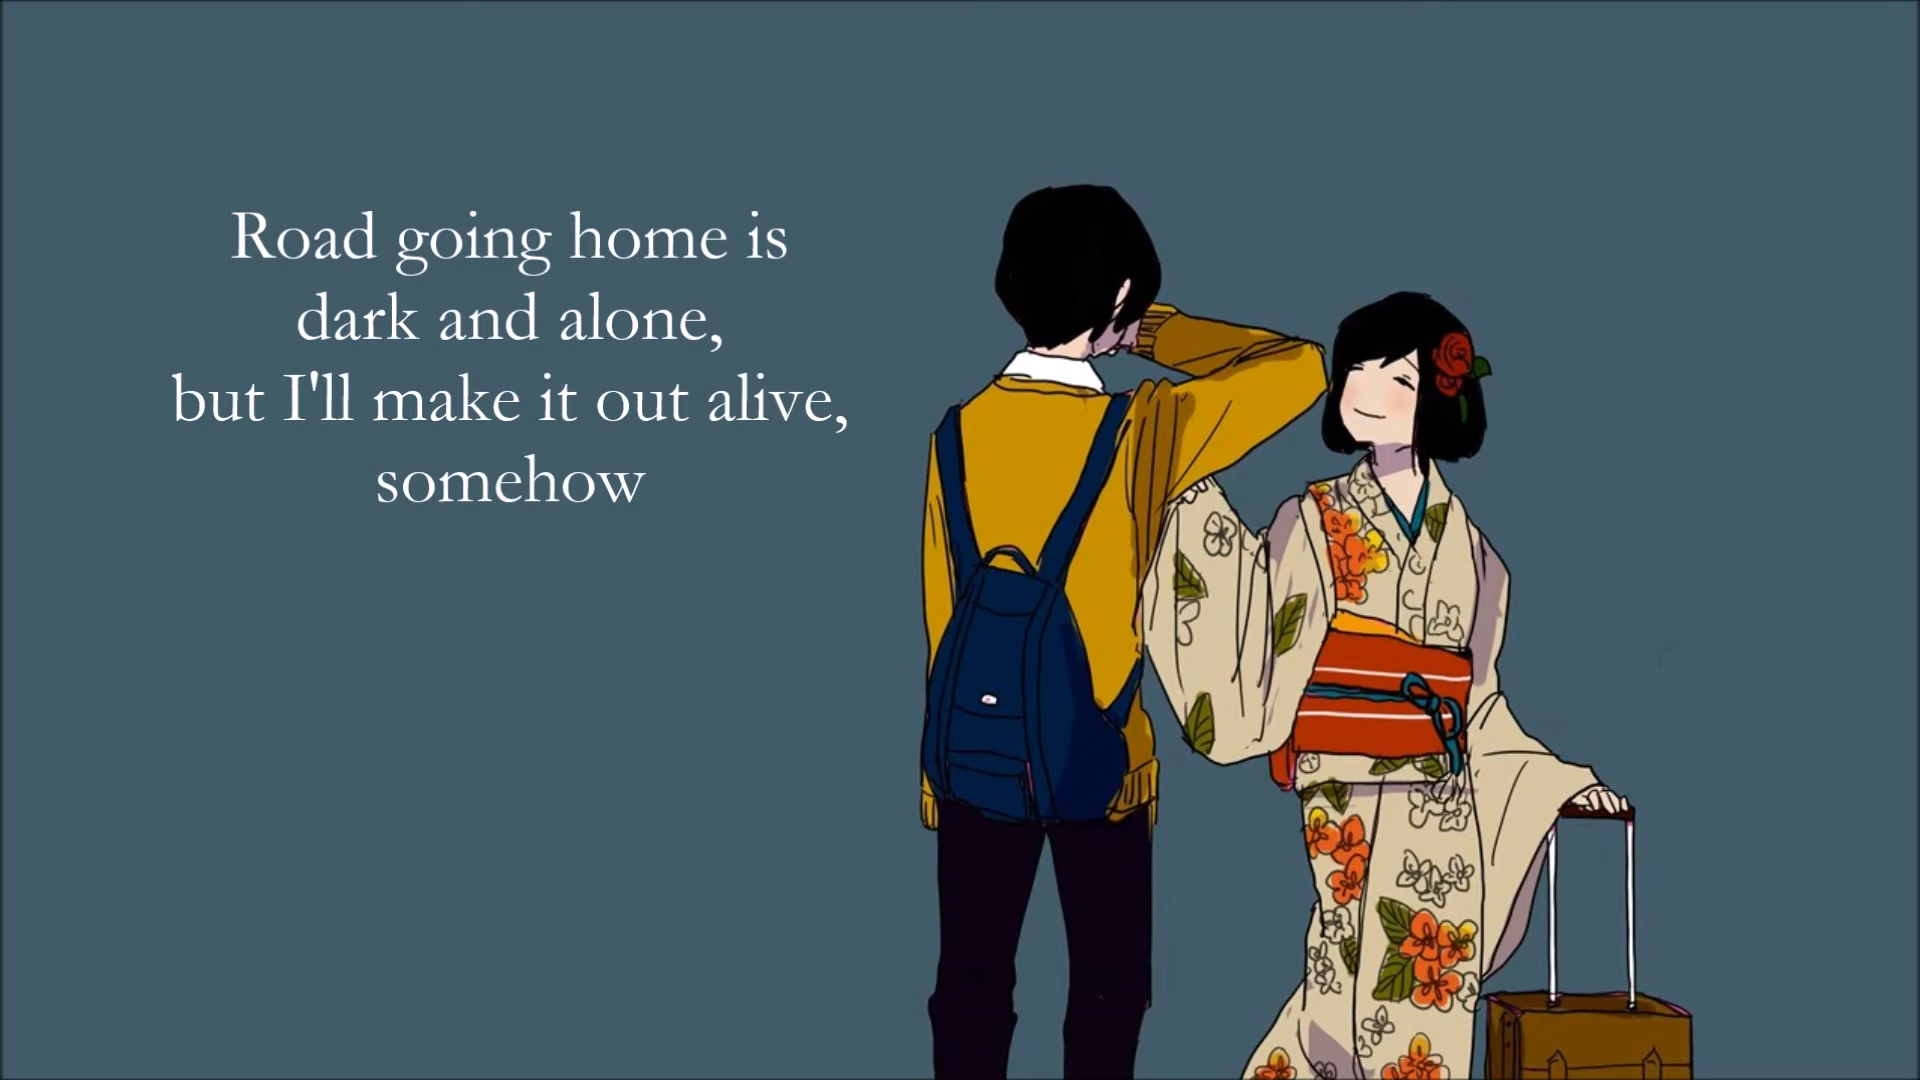 Road going home is
dark and alone,
but I'll make it out alive,
somehow